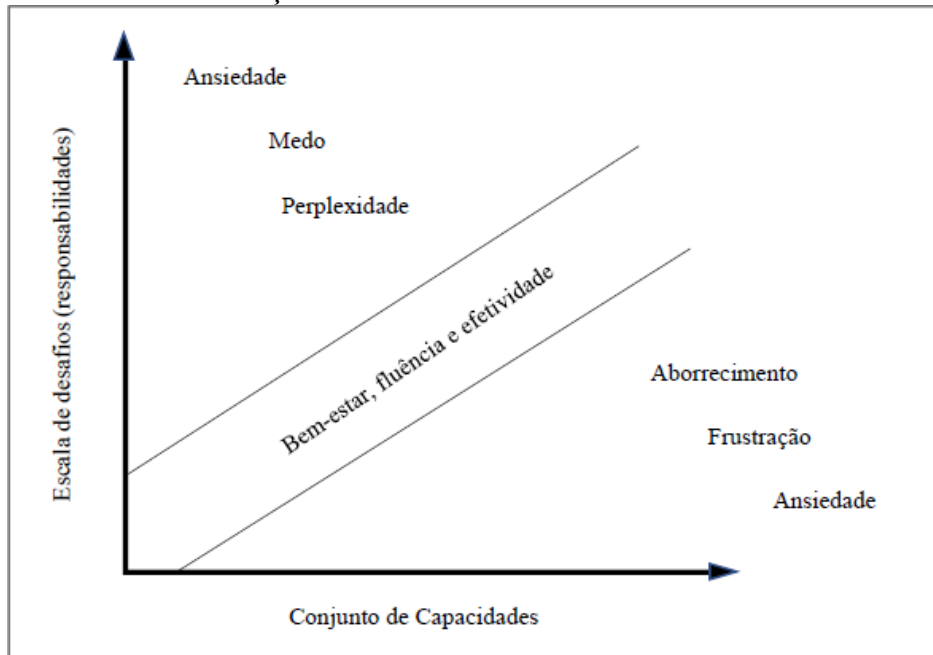 Ansiedade
Medo
Perplexidade
Escala de desafios (responsabilidades)
Bem-estar, fluência e efetividade
Aborrecimento
Frustração
Ansiedade
Conjunto de Capacidades